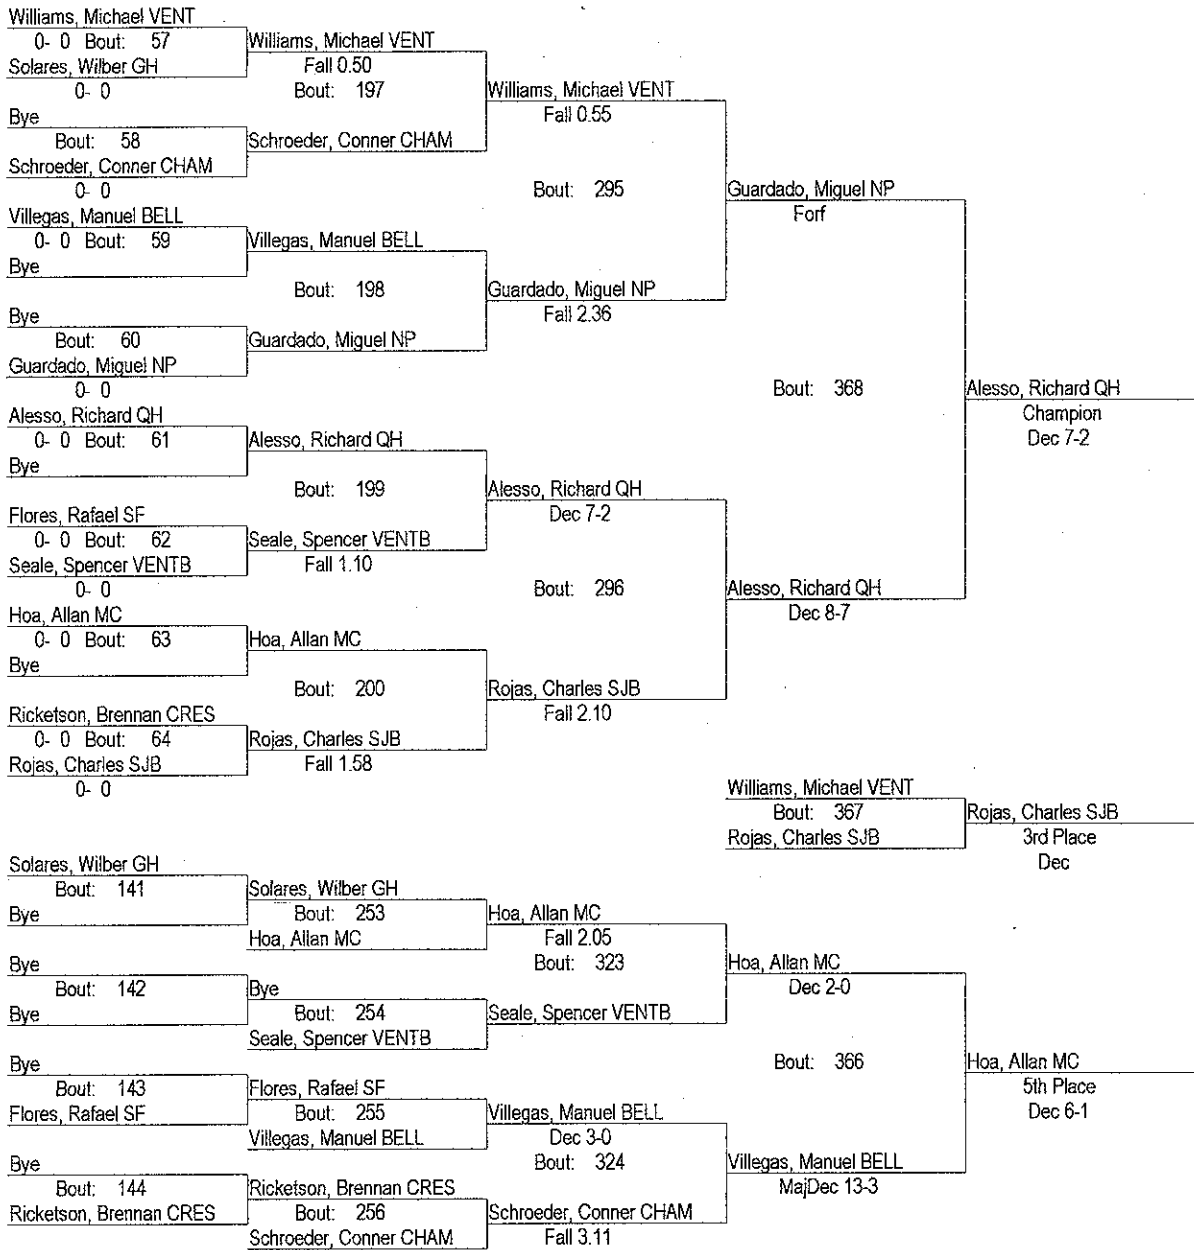 Williams, Michael VENT
0- 0 Bout: 57
Solares, Wilber GH
0- 0
Bye
Bout: 58
Schroeder, Conner CHAM
0- 0
Villegas, Manuel BELL
0- 0 Bout: 59
Bye
Bye
Bout: 60
Guardado, Miguel NP
0- 0
Alesso, Richard QH
0- 0 Bout: 61
Bye
Flores, Rafael SF
0- 0 Bout: 62
Seale, Spencer VENTB
0- 0
Hoa, Allan MC
0- 0 Bout: 63
Bye
Ricketson, Brennan CRES
0- 0 Bout: 64
Rojas, Charles SJB
0- 0
Williams, Michael VENT
Fall 0.50
Bout: 197
Schroeder, Conner CHAM
Villegas, Manuel BELL
Bout: 198
Guardado, Miguel NP
Alesso, Richard QH
Bout: 199
Seale, Spencer VENTB
Fall 1.10
Hoa, Allan MC
Bout: 200
Rojas, Charles SJB
Fall 1.58
Williams, Michael VENT
Fall 0.55
Bout: 295
Guardado, Miguel NP
Fall 2.36
Alesso, Richard QH
Dec 7-2
Bout: 296
Rojas, Charles SJB
Fall 2.10
Guardado, Miguel NP
Forf
Bout: 368
Alesso, Richard QH
Dec 8-7
Alesso, Richard QH
Champion
Dec 7-2
Williams, Michael VENT
Bout: 367
Rojas, Charles SJB
Rojas, Charles SJB
3rd Place
Dec
Solares, Wilber GH
Bout: 141
Bye
Bye
Bout: 142
Bye
Bye
Bout: 143
Flores, Rafael SF
Bye
Bout: 144
Ricketson, Brennan CRES
Solares, Wilber GH
Bout: 253
Hoa, Allan MC
Bye
Bout: 254
Seale, Spencer VENTB
Flores, Rafael SF
Bout: 255
Villegas, Manuel BELL
Ricketson, Brennan CRES
Bout: 256
Schroeder, Conner CHAM
Hoa, Allan MC
Fall 2.05
Bout: 323
Seale, Spencer VENTB
Villegas, Manuel BELL
Dec 3-0
Bout: 324
Schroeder, Conner CHAM
Fall 3.11
Hoa, Allan MC
Dec 2-0
Bout: 366
Villegas, Manuel BELL
MajDec 13-3
Hoa, Allan MC
5th Place
Dec 6-1